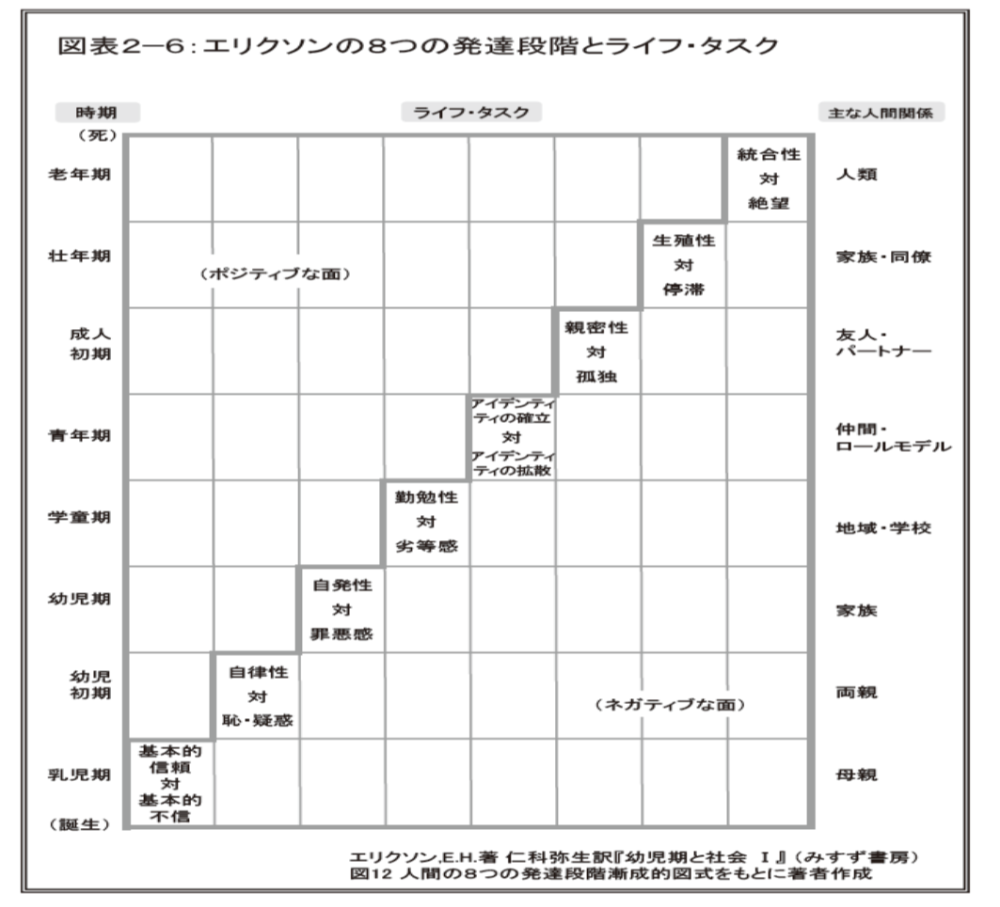 図表2－6：エリクソンの8つの発達段階とライフ・タスク
時期
ライフ・タスク
主な人間関係
（死）
老年期
統合性
対
絶望
人類
壮年期
（ポジティブな面）
生殖性
対
停滞
家族・同僚
成人
初期
親密性
対
孤独
友人・
パートナー
青年期
アイデンティ
ティの確立
対
アイデンティ
ティの拡散
仲間・
ロールモデル
学童期
勤勉性
対
劣等感
地域・学校
幼児期
自発性
対
罪悪感
家族
幼児
初期
自律性
対
恥・疑惑
（ネガティブな面）
両親
乳児期
基本的
信頼
対
基本的
不信
母親
（誕生）
エリクソン,E.H.著 仁科弥生訳『幼児期と社会 Ⅰ』（みすず書房）
図12 人間の8つの発達段階漸成的図式をもとに著者作成